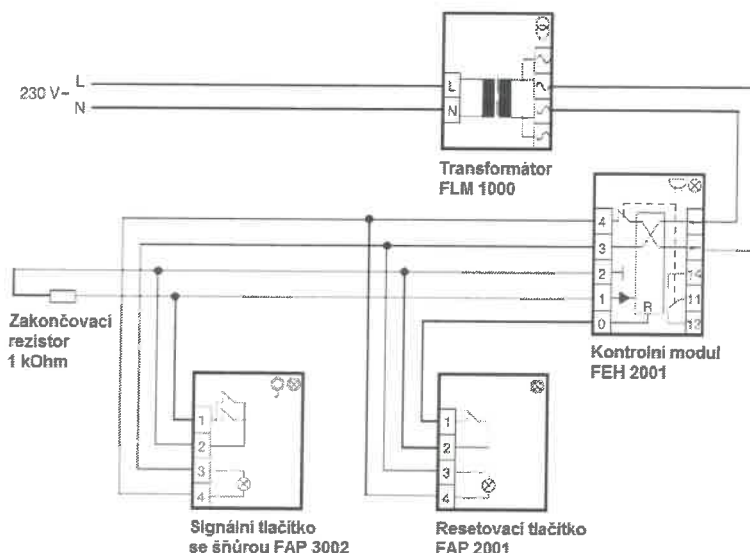 230 V~
L
N
L
N
Transformátor
FLM 1000
4
3
2
1
0
R
14
11
13
Kontrolní modul
FEH 2001
Zakončovací
rezistor
1 kOhm
1
2
3
4
Signální tlačítko
se šňůrou FAP 3002
1
2
3
4
Resetovací tlačítko
FAP 2001